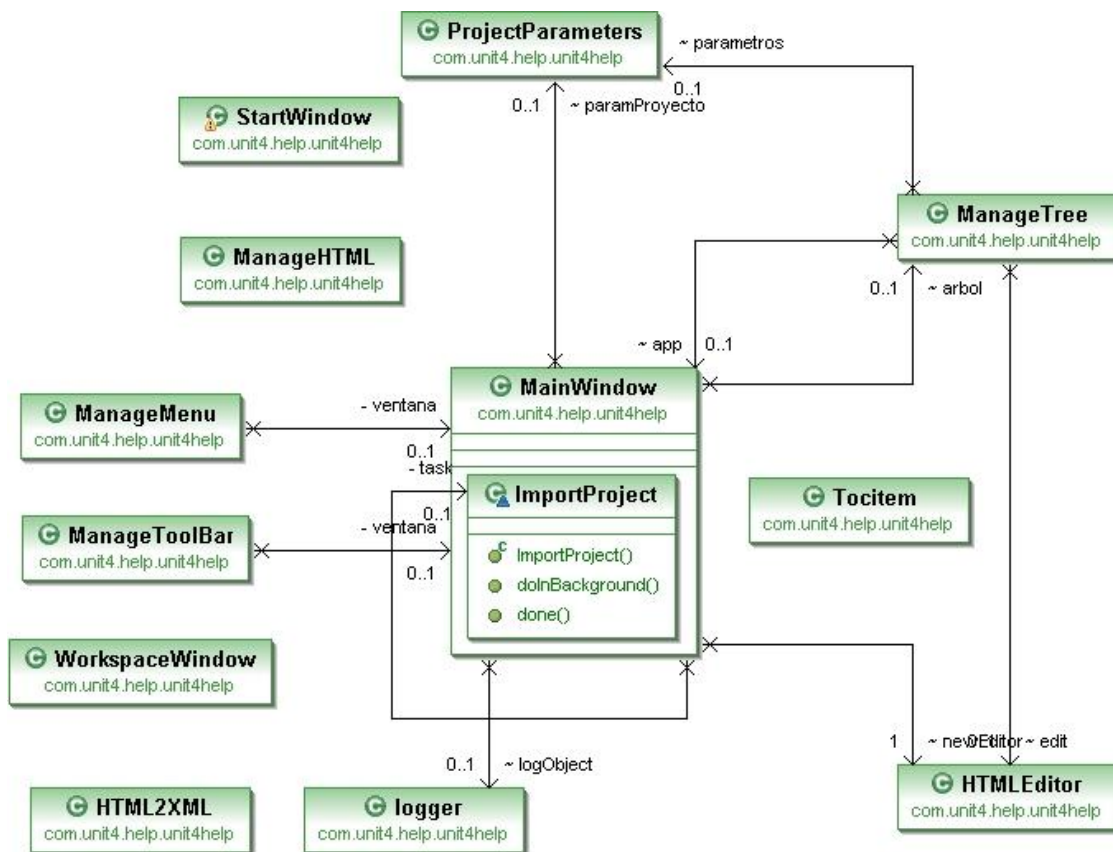 ProjectParameters
com.unit4.help.unit4help
~ parametros
0..1
0..1
~ paramProyecto
StartWindow
com.unit4.help.unit4help
ManageTree
com.unit4.help.unit4help
ManageHTML
com.unit4.help.unit4help
0..1
~ arbol
~ app
0..1
MainWindow
com.unit4.help.unit4help
ManageMenu
com.unit4.help.unit4help
- ventana
0..1
- task
0..1
ImportProject
ImportProject()
doInBackground()
done()
Tocitem
com.unit4.help.unit4help
ManageToolBar
com.unit4.help.unit4help
- ventana
0..1
WorkspaceWindow
com.unit4.help.unit4help
1
~ newEditor
~ edit
0..1
~ logObject
HTML2XML
com.unit4.help.unit4help
logger
com.unit4.help.unit4help
HTMLEditor
com.unit4.help.unit4help